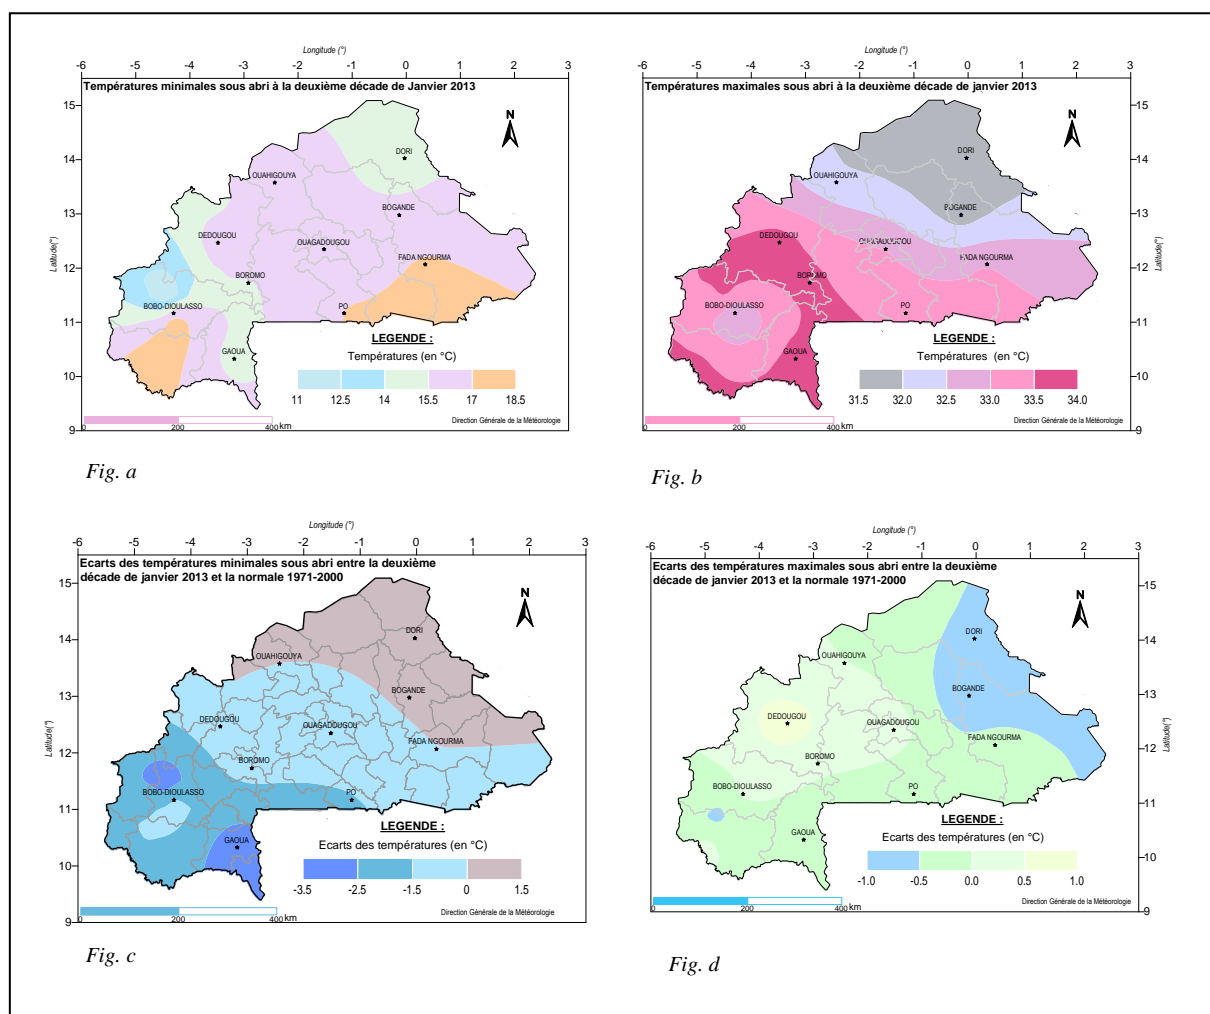 Longitude (°)
-6 -5 -4 -3 -2 -1 0 1 2 3
Températures minimales sous abri à la deuxième décade de Janvier 2013
15
14
13
12
11
10
9
Latitude(°)
N
DORI
OUAHIGOUYA
BOGANDE
DEDOUGOU
OUAGADOUGOU
FADA NGOURMA
BOROMO
BOBO-DIOULASSO
PO
GAOUA
LEGENDE :
Températures (en °C)
11 12.5 14 15.5 17 18.5
Direction Générale de la Météorologie
0 200 400 km
Fig. a
Longitude (°)
-6 -5 -4 -3 -2 -1 0 1 2 3
Températures maximales sous abri à la deuxième décade de janvier 2013
15
14
13
12
11
10
9
Latitude(°)
N
DORI
OUAHIGOUYA
BOGANDE
DEDOUGOU
OUAGADOUGOU
FADA NGOURMA
BOROMO
BOBO-DIOULASSO
PO
GAOUA
LEGENDE :
Températures (en °C)
31.5 32.0 32.5 33.0 33.5 34.0
Direction Générale de la Météorologie
0 200 400 km
Fig. b
Longitude (°)
-6 -5 -4 -3 -2 -1 0 1 2 3
Ecarts des températures minimales sous abri entre la deuxième
décade de janvier 2013 et la normale 1971-2000
15
14
13
12
11
10
9
Latitude(°)
N
DORI
OUAHIGOUYA
BOGANDE
DEDOUGOU
OUAGADOUGOU
FADA NGOURMA
BOROMO
BOBO-DIOULASSO
PO
GAOUA
LEGENDE :
Ecarts des températures (en °C)
-3.5 -2.5 -1.5 0 1.5
Direction Générale de la Météorologie
0 200 400 km
Fig. c
Longitude (°)
-6 -5 -4 -3 -2 -1 0 1 2 3
Ecarts des températures maximales sous abri entre la deuxième
décade de janvier 2013 et la normale 1971-2000
15
14
13
12
11
10
9
Latitude(°)
N
DORI
OUAHIGOUYA
BOGANDE
DEDOUGOU
OUAGADOUGOU
FADA NGOURMA
BOROMO
BOBO-DIOULASSO
PO
GAOUA
LEGENDE :
Ecarts des températures (en °C)
-1.0 -0.5 0.0 0.5 1.0
Direction Générale de la Météorologie
0 200 400 km
Fig. d